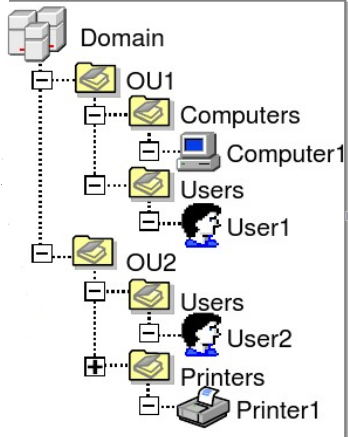 Domain
OU1
Computers
Computer1
Users
User1
OU2
Users
User2
Printers
Printer1